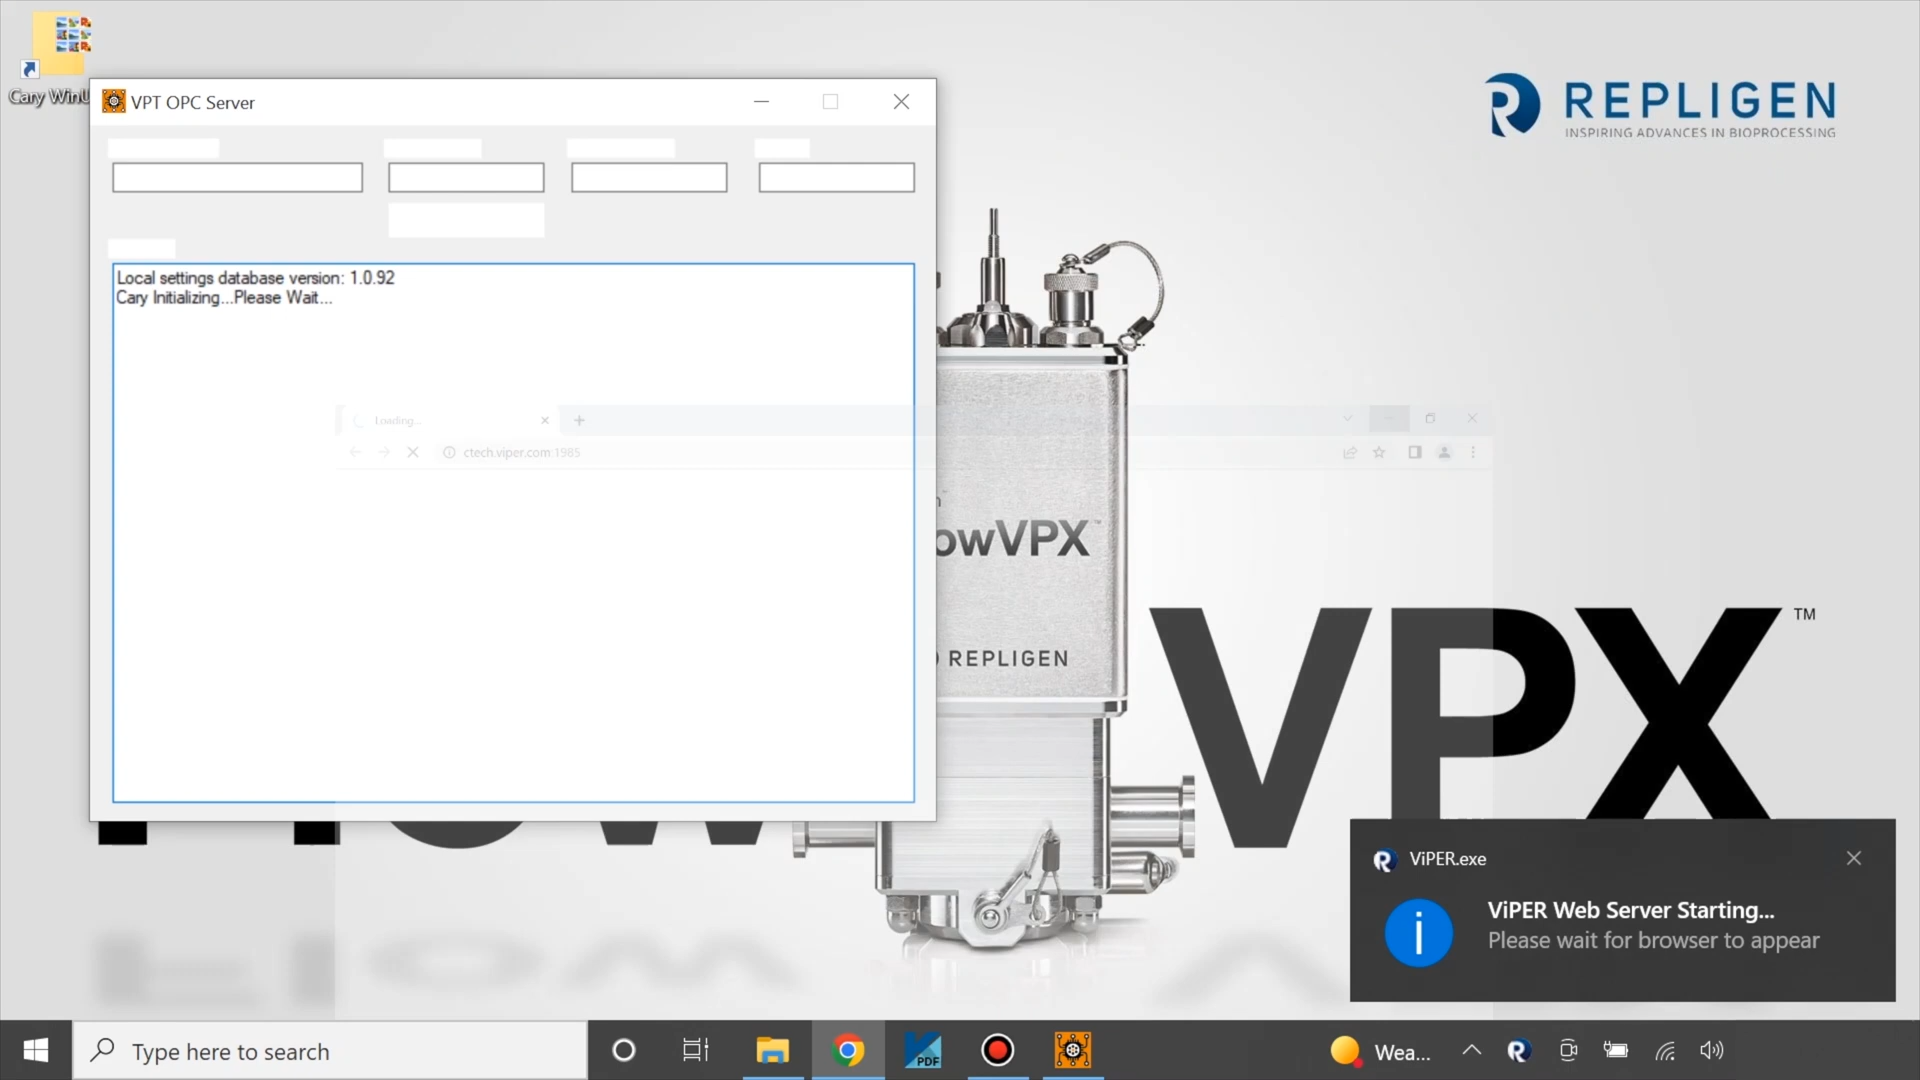 Cary WinU
VPT OPC Server
REPLIGEN
INSPIRING ADVANCES IN BIOPROCESSING
Local settings database version: 1.0.92
Cary Initializing...Please Wait...
Loading...
ctech.viper.com:1985
owVPX
REPLIGEN
VPX
TM
ViPER.exe
ViPER Web Server Starting...
Please wait for browser to appear
Type here to search
PDF
Wea...